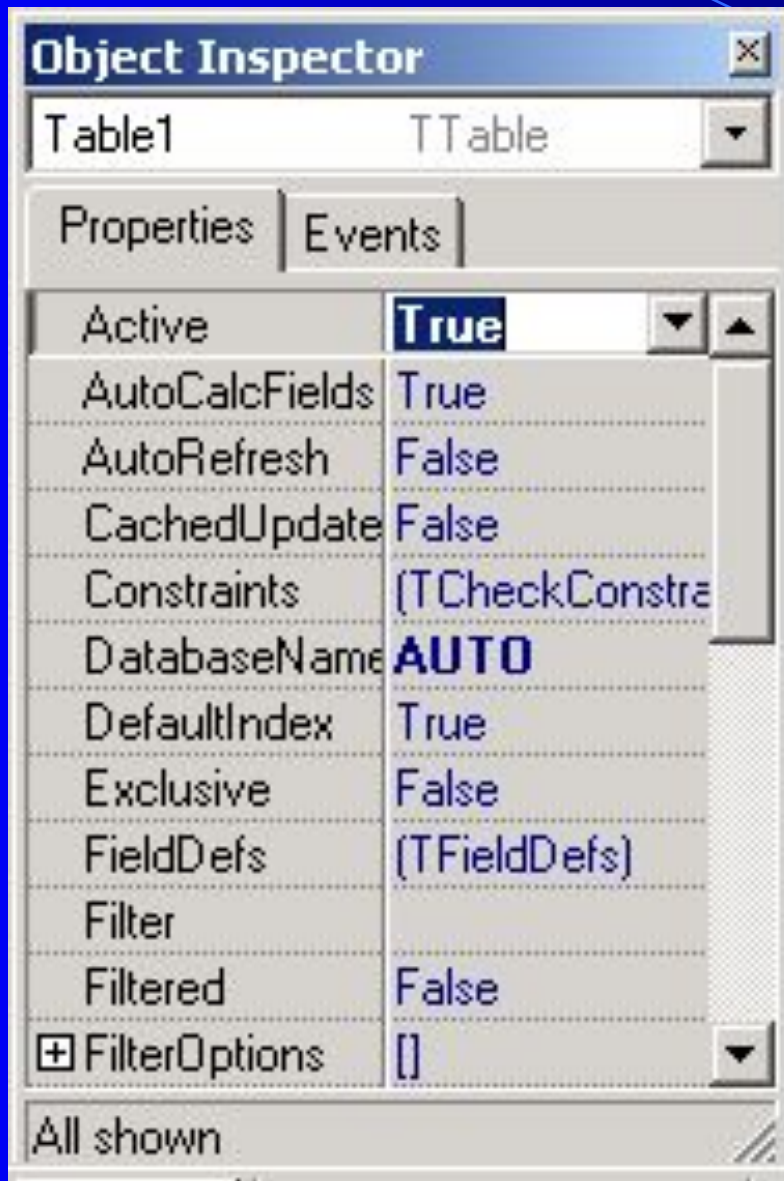 Object Inspector
Table1 TTable
Properties Events
Active True
AutoCalcFields True
AutoRefresh False
CachedUpdate False
Constraints (TCheckConstra
DatabaseName AUTO
DefaultIndex True
Exclusive False
FieldDefs (TFieldDefs)
Filter
Filtered False
FilterOptions []
All shown